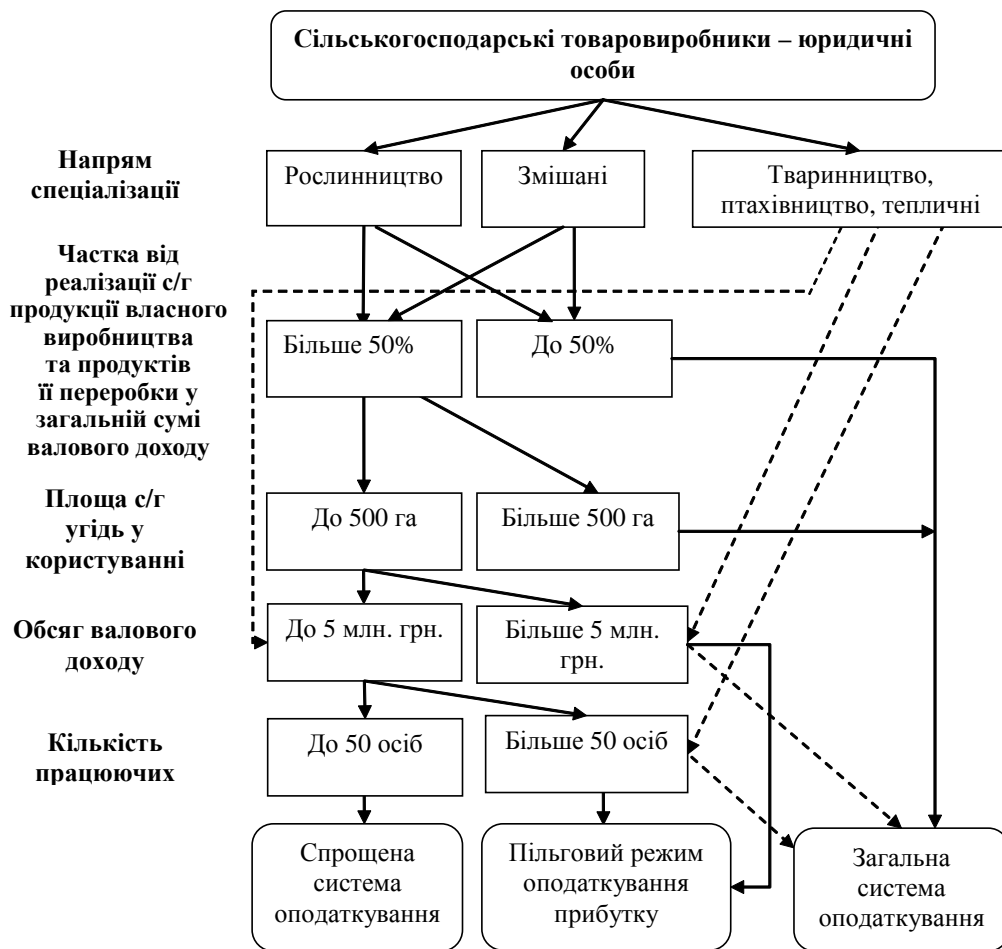 Сільськогосподарські товаровиробники – юридичні
особи
Напрям
спеціалізації
Рослинництво
Змішані
Тваринництво,
птахівництво, тепличні
Частка від
реалізації с/г
продукції власного
виробництва
та продуктів
її переробки у
загальній сумі
валового доходу
Більше 50%
До 50%
Площа с/г
угідь у
користуванні
До 500 га
Більше 500 га
Обсяг валового
доходу
До 5 млн. грн.
Більше 5 млн.
грн.
Кількість
працюючих
До 50 осіб
Більше 50 осіб
Спрощена
система
оподаткування
Пільговий режим
оподаткування
прибутку
Загальна
система
оподаткування